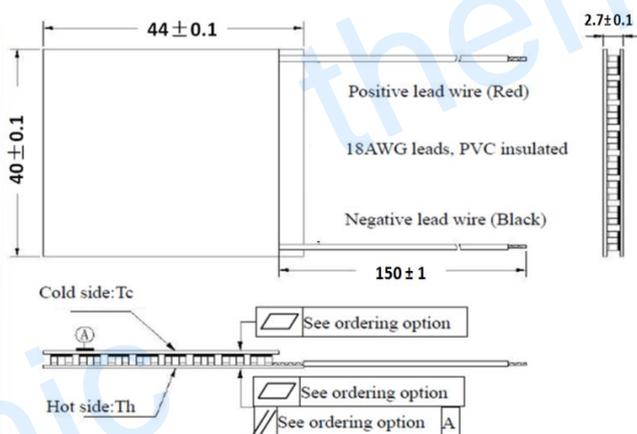 44±0.1
2.7±0.1
40±0.1
Positive lead wire (Red)
18AWG leads, PVC insulated
Negative lead wire (Black)
150±1
Cold side:Tc
A
See ordering option
Hot side:Th
See ordering option
See ordering option A